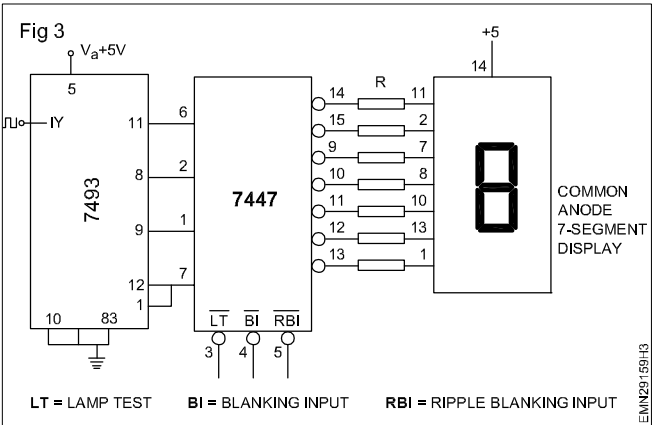 Fig 3
Va+5V
5
IY
11
8
9
12
1
7493
10
83
6
2
1
7
7447
LT
BI
RBI
3
4
5
14
15
9
10
11
12
13
R
11
2
7
8
10
13
1
+5
14
COMMON
ANODE
7-SEGMENT
DISPLAY
LT = LAMP TEST BI = BLANKING INPUT RBI = RIPPLE BLANKING INPUT
EMN29159H3